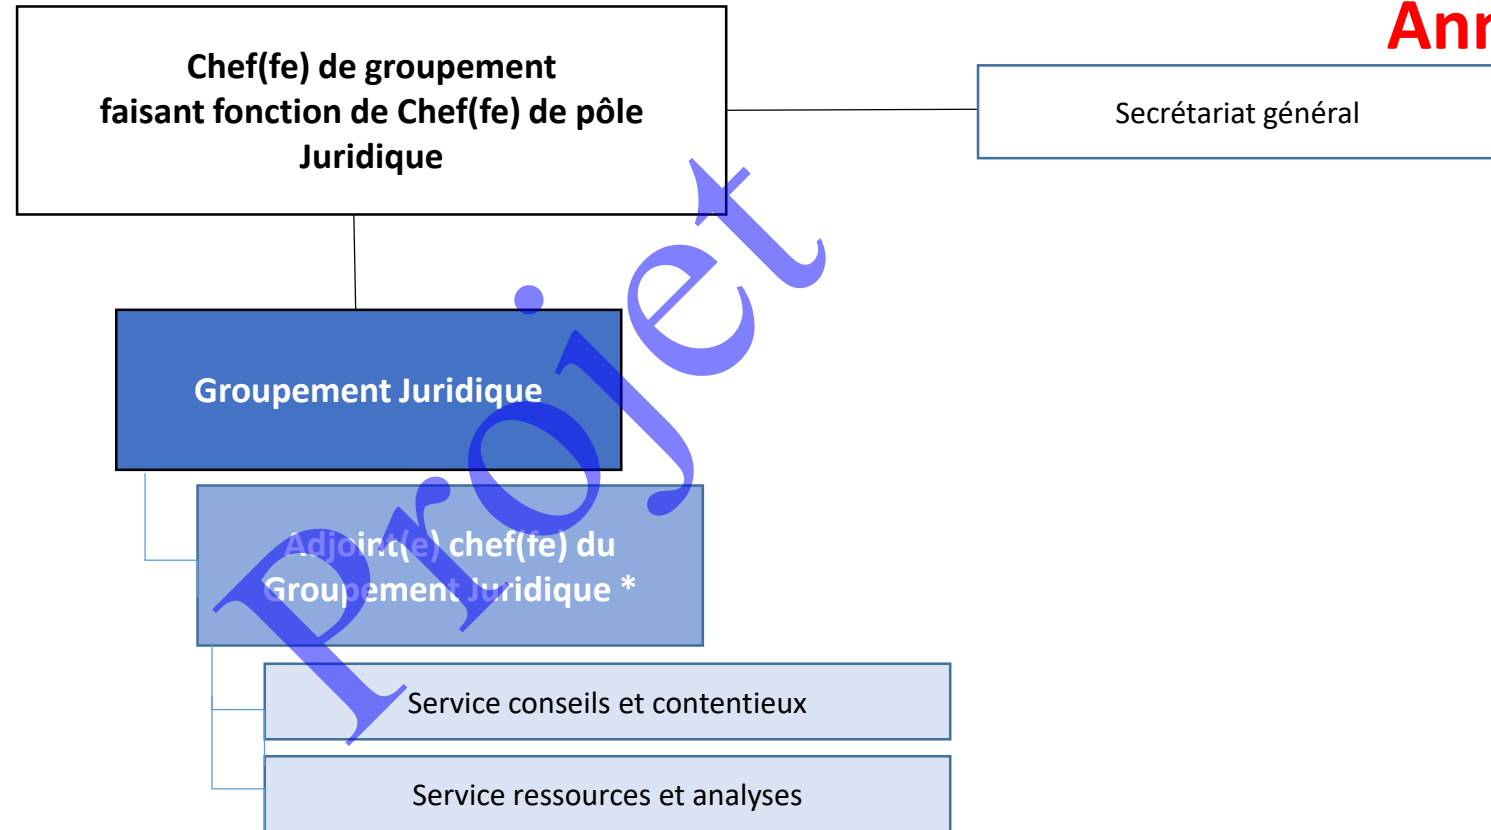 Ann
Chef(fe) de groupement
faisant fonction de Chef(fe) de pôle
Juridique
Secrétariat général
Groupement Juridique
Adjoint(e) chef(fe) du
Groupement Juridique *
Service conseils et contentieux
Service ressources et analyses
Projet